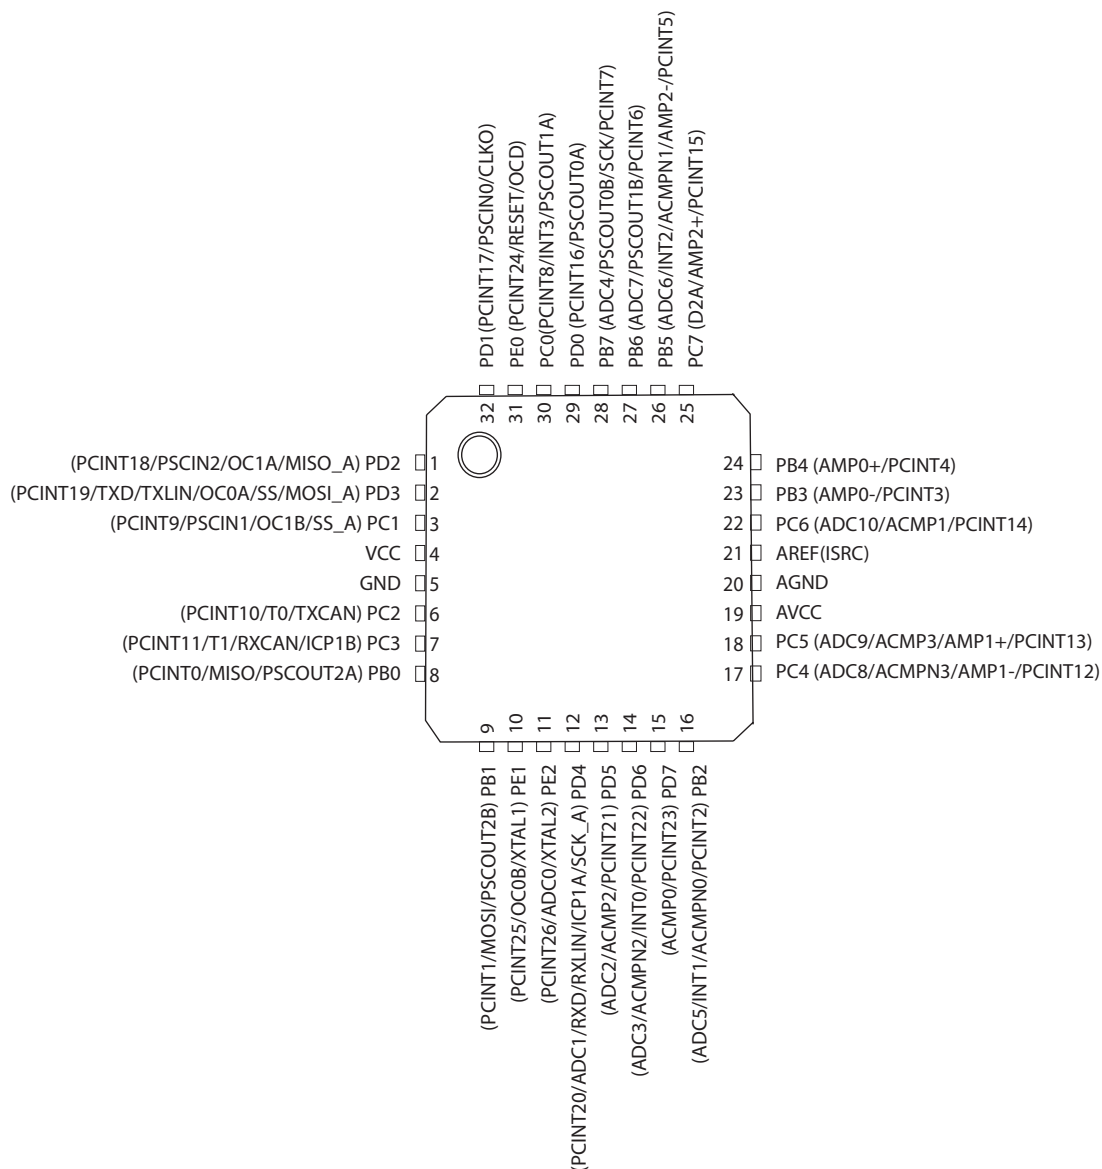 PD1(PCINT17/PSCIN0/CLKO)
PE0 (PCINT24/RESET/OCD)
PC0(PCINT8/INT3/PSCOUT1A)
PD0 (PCINT16/PSCOUT0A)
PB7 (ADC4/PSCOUT0B/SCK/PCINT7)
PB6 (ADC7/PSCOUT1B/PCINT6)
PB5 (ADC6/INT2/ACMPN1/AMP2-/PCINT5)
PC7 (D2A/AMP2+/PCINT15)
32
31
30
29
28
27
26
25
(PCINT18/PSCIN2/OC1A/MISO_A) PD2 1
(PCINT19/TXD/TXLIN/OC0A/SS/MOSI_A) PD3 2
(PCINT9/PSCIN1/OC1B/SS_A) PC1 3
VCC 4
GND 5
(PCINT10/T0/TXCAN) PC2 6
(PCINT11/T1/RXCAN/ICP1B) PC3 7
(PCINT0/MISO/PSCOUT2A) PB0 8
24 PB4 (AMP0+/PCINT4)
23 PB3 (AMP0-/PCINT3)
22 PC6 (ADC10/ACMP1/PCINT14)
21 AREF(ISRC)
20 AGND
19 AVCC
18 PC5 (ADC9/ACMP3/AMP1+/PCINT13)
17 PC4 (ADC8/ACMPN3/AMP1-/PCINT12)
9
10
11
12
13
14
15
16
(PCINT1/MOSI/PSCOUT2B) PB1
(PCINT25/OC0B/XTAL1) PE1
(PCINT26/ADC0/XTAL2) PE2
(PCINT20/ADC1/RXD/RXLIN/ICP1A/SCK_A) PD4
(ADC2/ACMP2/PCINT21) PD5
(ADC3/ACMPN2/INT0/PCINT22) PD6
(ACMP0/PCINT23) PD7
(ADC5/INT1/ACMPN0/PCINT2) PB2